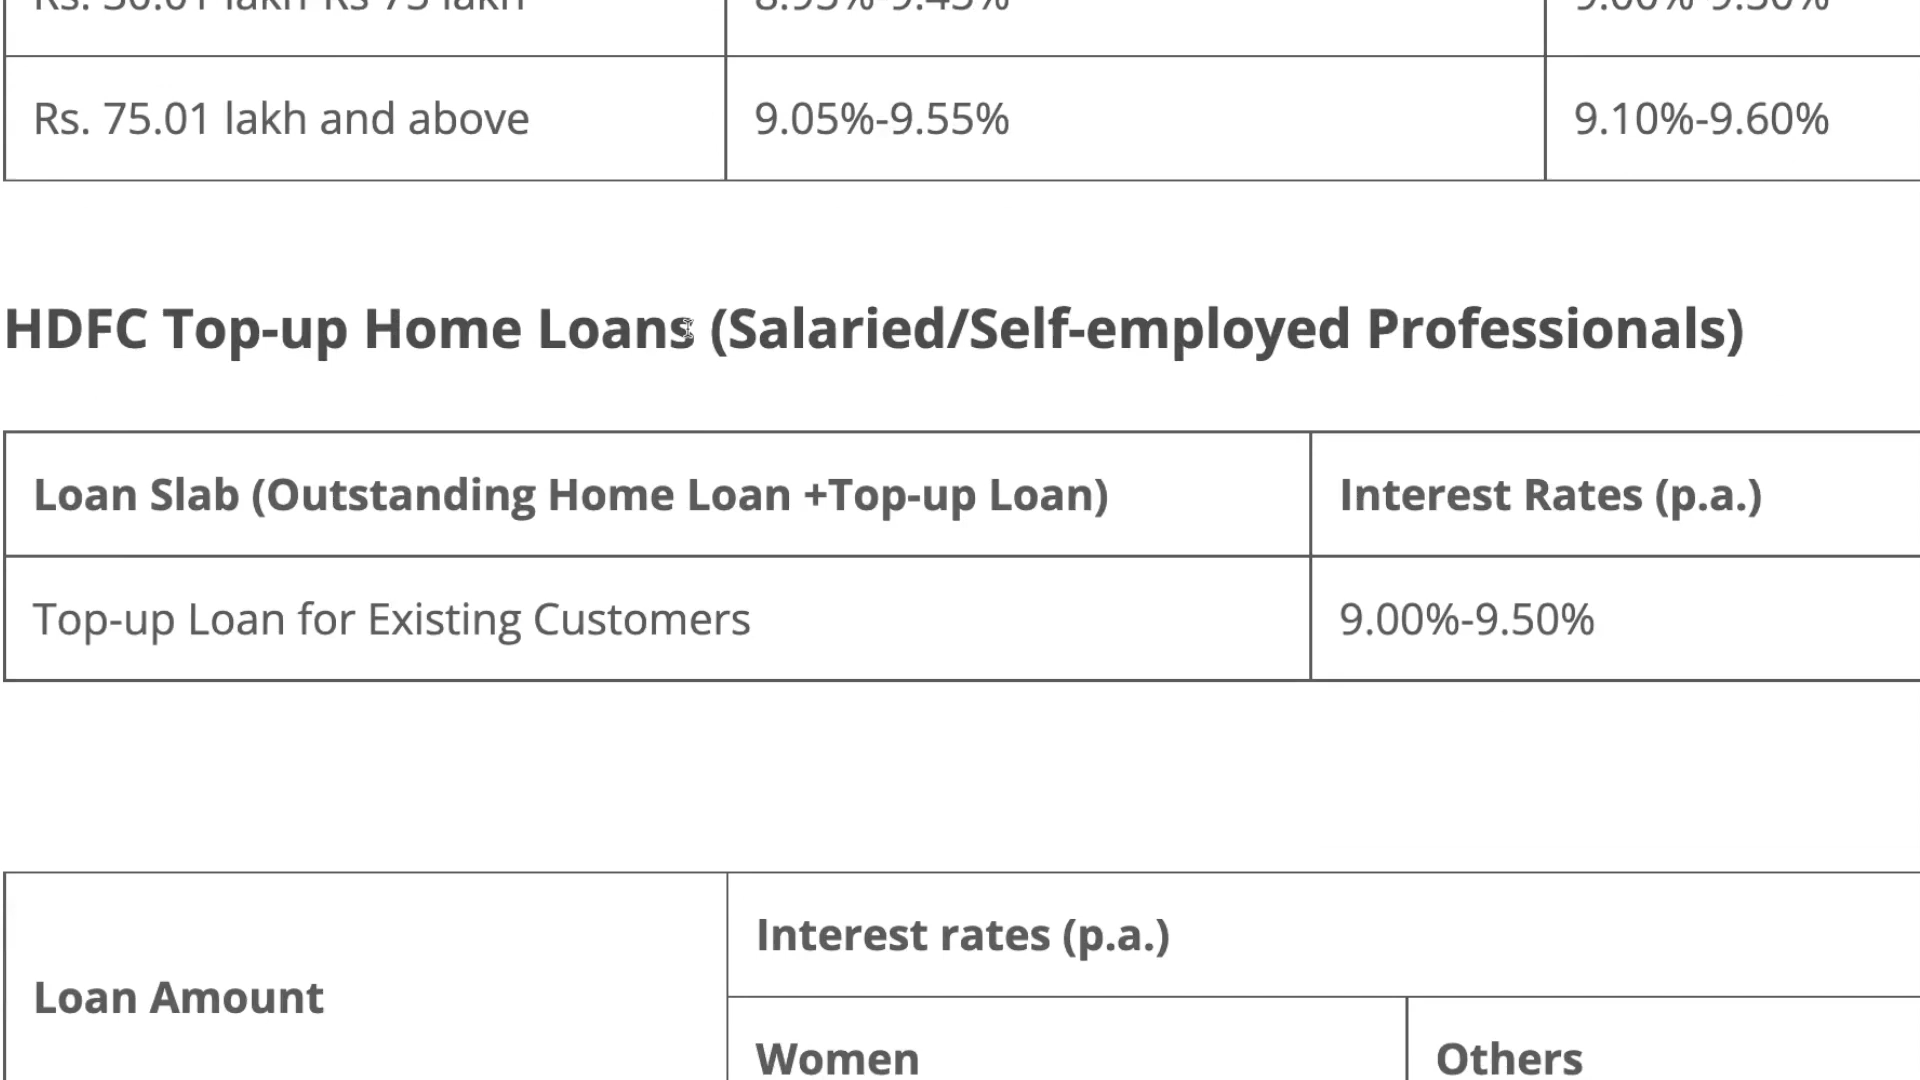 Rs. 75.01 lakh and above 9.05%-9.55% 9.10%-9.60%
HDFC Top-up Home Loans (Salaried/Self-employed Professionals)
Loan Slab (Outstanding Home Loan +Top-up Loan) Interest Rates (p.a.)
Top-up Loan for Existing Customers 9.00%-9.50%
Interest rates (p.a.)
Loan Amount
Women Others